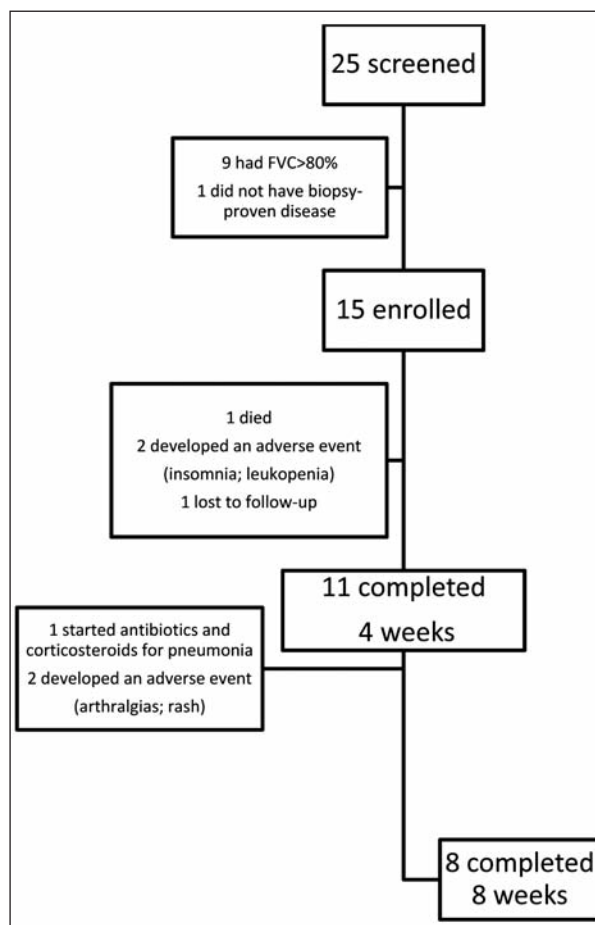 25 screened
9 had FVC>80%
1 did not have biopsy-
proven disease
15 enrolled
1 died
2 developed an adverse event
(insomnia; leukopenia)
1 lost to follow-up
11 completed
4 weeks
1 started antibiotics and
corticosteroids for pneumonia
2 developed an adverse event
(arthralgias; rash)
8 completed
8 weeks